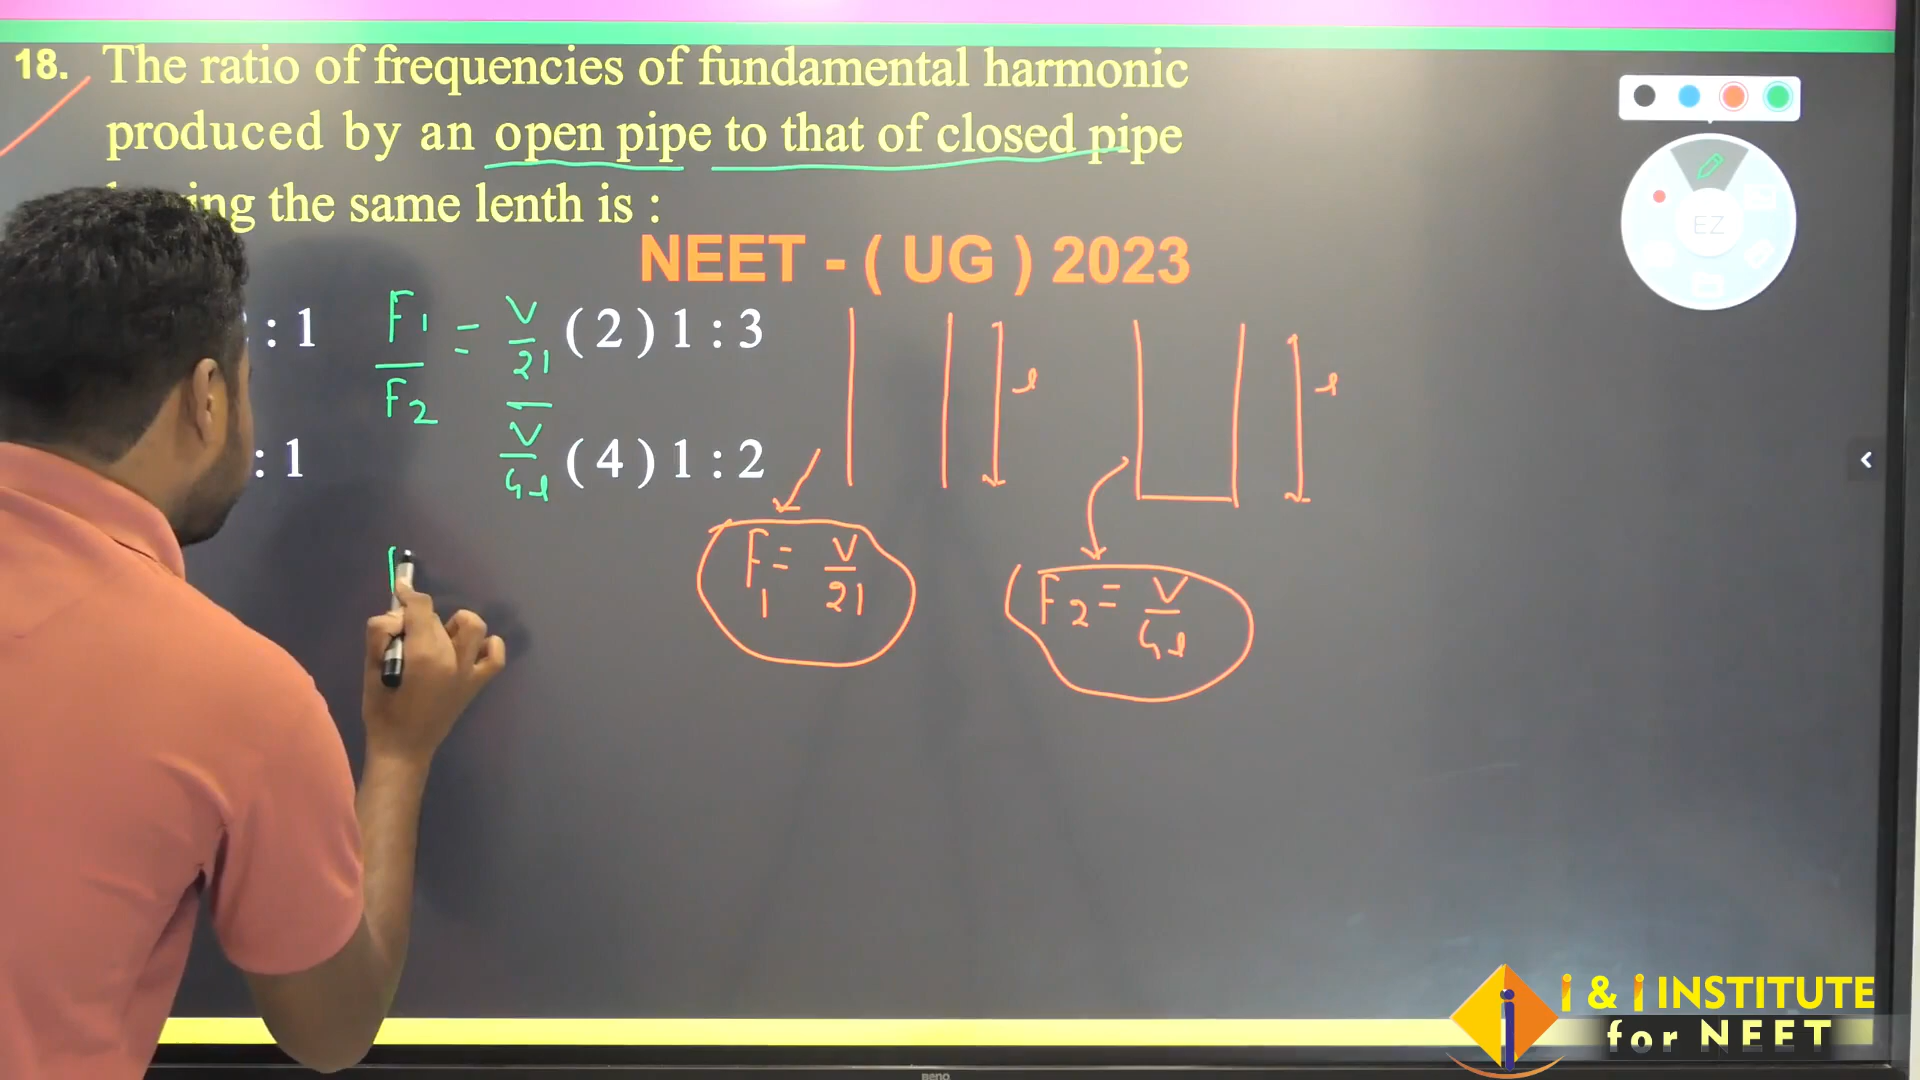 18. The ratio of frequencies of fundamental harmonic
produced by an open pipe to that of closed pipe
the same lenth is :
NEET - ( UG ) 2023
: 1
( 2 ) 1 : 3
: 1
( 4 ) 1 : 2
F1
F2
=
V
2l
V
4l
l
l
F1 = V
2l
F2 = V
4l
EZ
i & i INSTITUTE
for NEET
BenQ